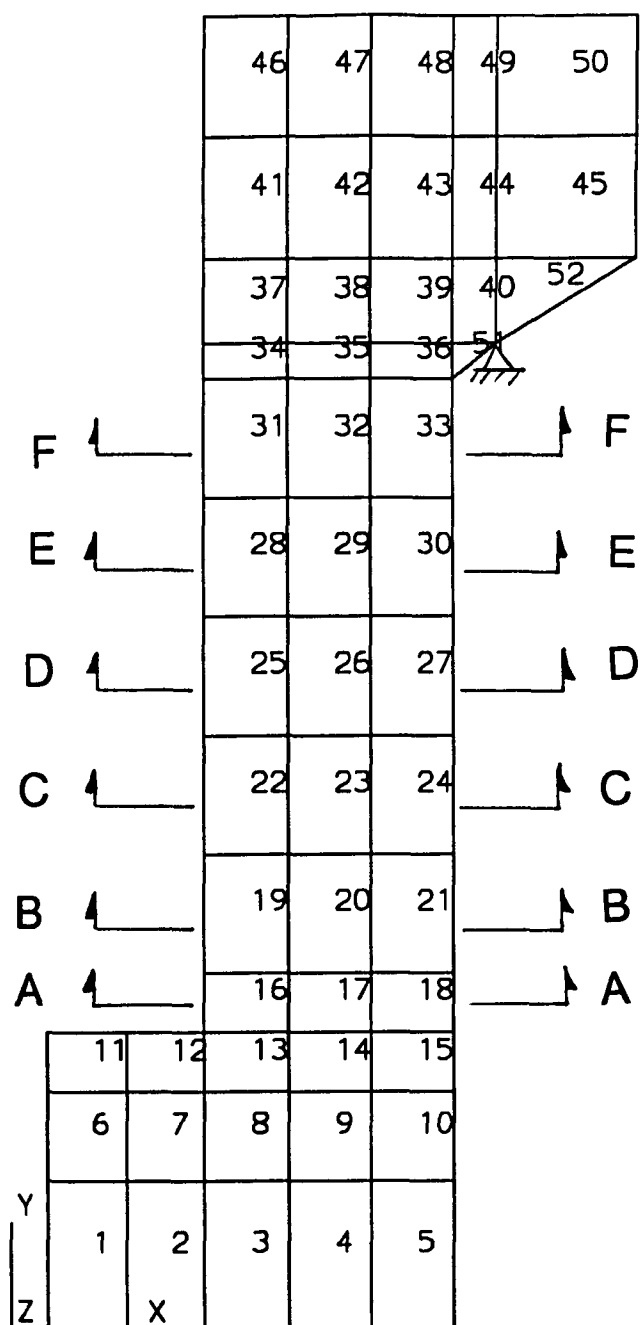 46 47 48 49 50
41 42 43 44 45
52
37 38 39 40
34 35 36 51
F 31 32 33 F
E 28 29 30 E
D 25 26 27 D
C 22 23 24 C
B 19 20 21 B
A 16 17 18 A
11 12 13 14 15
6 7 8 9 10
Y
1 2 3 4 5
Z X